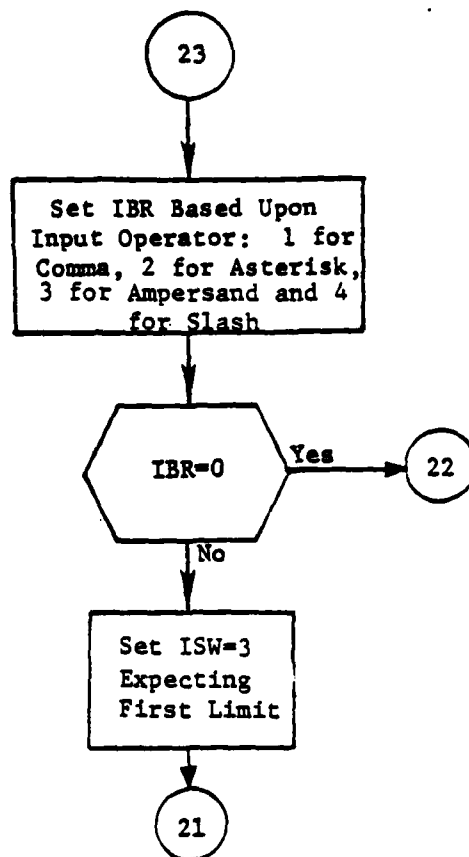 23
Set IBR Based Upon
Input Operator: 1 for
Comma, 2 for Asterisk,
3 for Ampersand and 4
for Slash
IBR=0
Yes
22
No
Set ISW=3
Expecting
First Limit
21